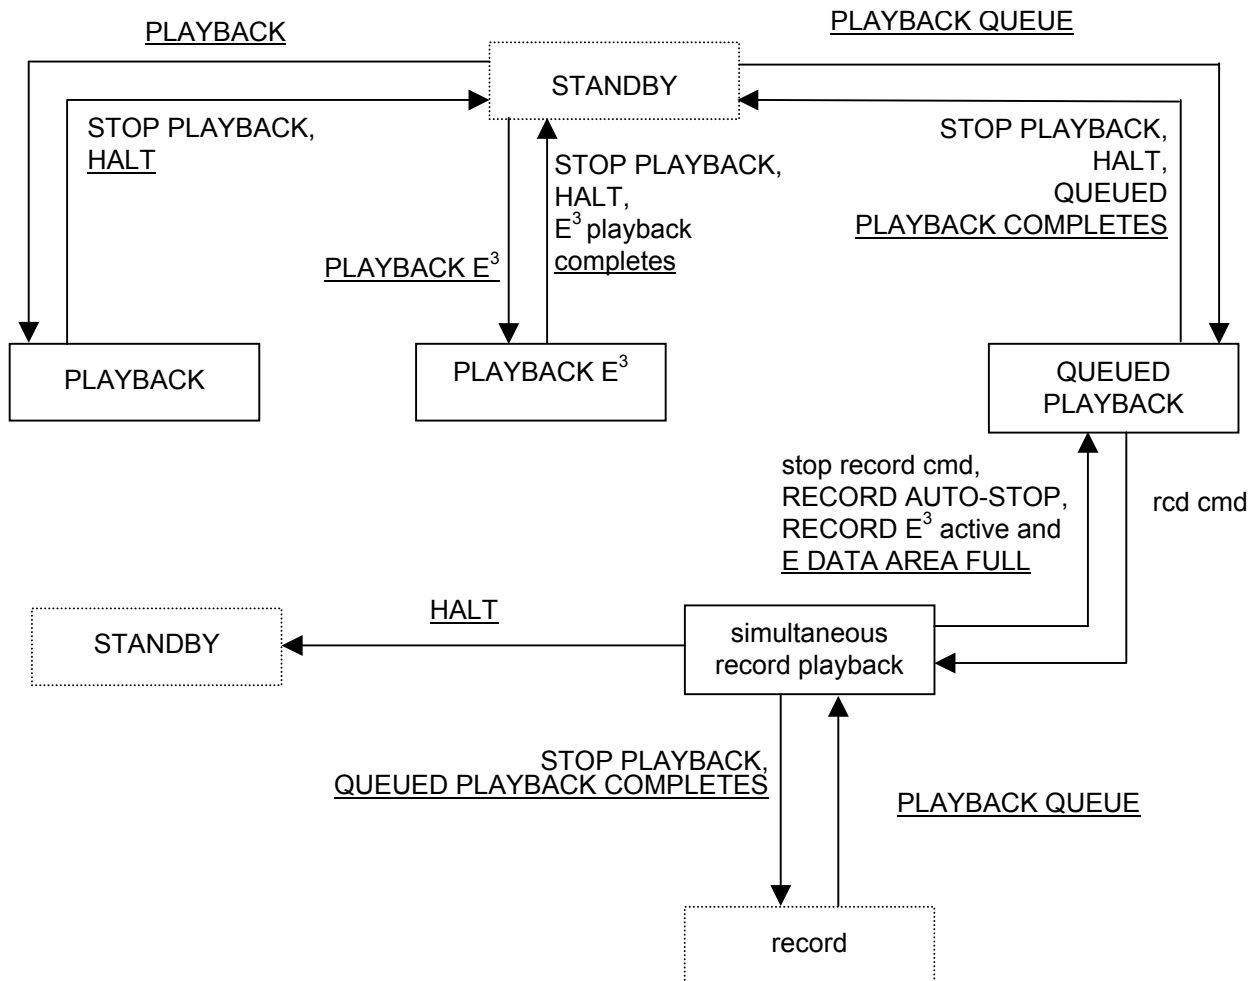 PLAYBACK
PLAYBACK QUEUE
STANDBY
STOP PLAYBACK,
HALT
STOP PLAYBACK,
HALT,
E³ playback
completes
STOP PLAYBACK,
HALT,
QUEUED
PLAYBACK COMPLETES
PLAYBACK E³
PLAYBACK
PLAYBACK E³
QUEUED
PLAYBACK
stop record cmd,
RECORD AUTO-STOP,
RECORD E³ active and
E DATA AREA FULL
rcd cmd
STANDBY
HALT
simultaneous
record playback
STOP PLAYBACK,
QUEUED PLAYBACK COMPLETES
PLAYBACK QUEUE
record